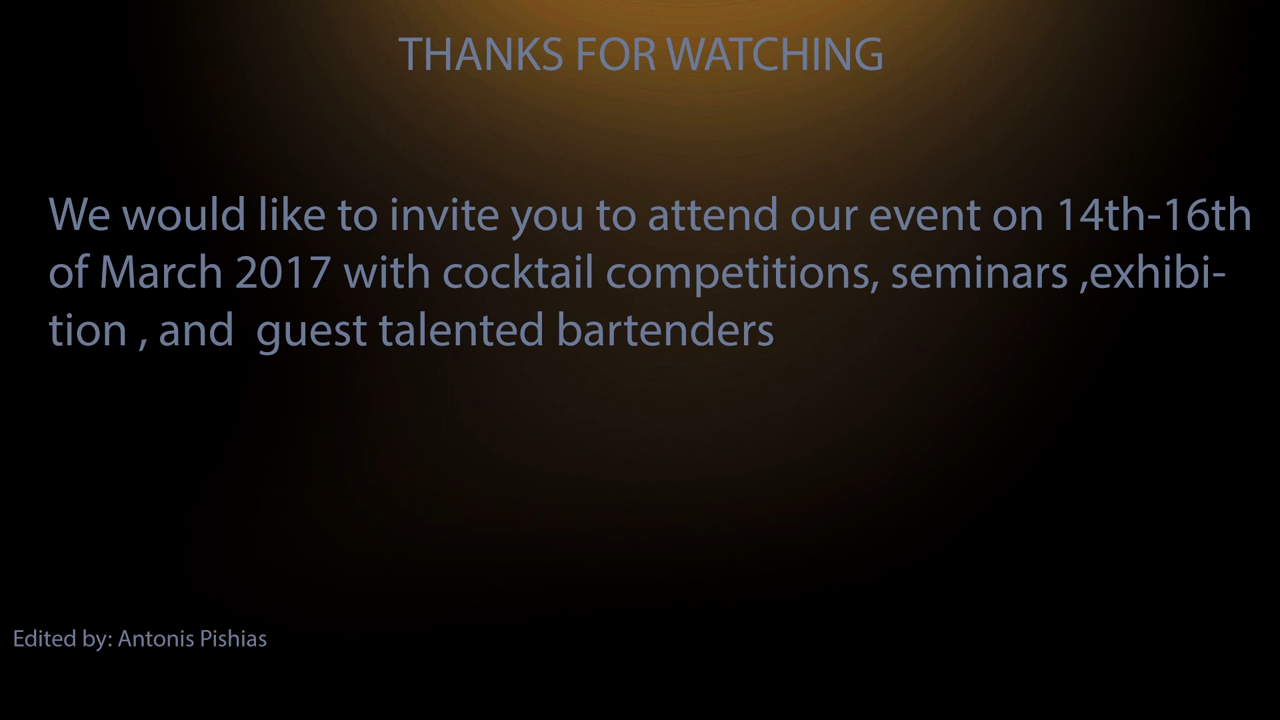 THANKS FOR WATCHING
We would like to invite you to attend our event on 14th-16th
of March 2017 with cocktail competitions, seminars ,exhibi-
tion , and  guest talented bartenders
Edited by: Antonis Pishias